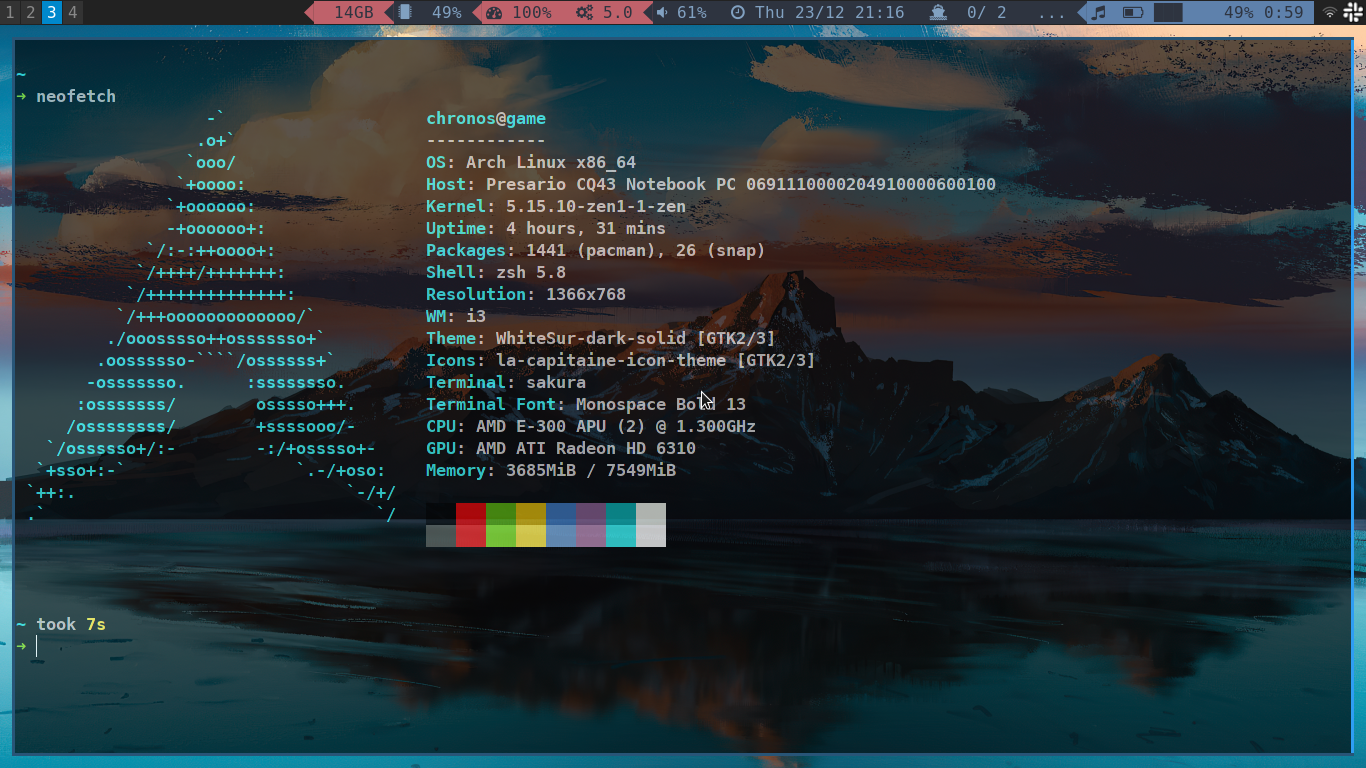 1 2 3 4 14GB 49% 100% 5.0 61% Thu 23/12 21:16 0/ 2 ... 49% 0:59
~
→ neofetch
-` chronos@game
.o+` ------------
`ooo/ OS: Arch Linux x86_64
`+oooo: Host: Presario CQ43 Notebook PC 0691110000204910000600100
`+oooooo: Kernel: 5.15.10-zen1-1-zen
-+oooooo+: Uptime: 4 hours, 31 mins
`/:-:++oooo+: Packages: 1441 (pacman), 26 (snap)
`/++++/+++++++: Shell: zsh 5.8
`/++++++++++++++: Resolution: 1366x768
`/+++ooooooooooooo/` WM: i3
./ooosssso++osssssso+` Theme: WhiteSur-dark-solid [GTK2/3]
.oossssso-````/ossssss+` Icons: la-capitaine-icon-theme [GTK2/3]
-osssssso. :ssssssso. Terminal: sakura
:osssssss/ osssso+++. Terminal Font: Monospace Bold 13
/ossssssss/ +ssssooo/- CPU: AMD E-300 APU (2) @ 1.300GHz
`/ossssso+/:- -:/+osssso+- GPU: AMD ATI Radeon HD 6310
`+sso+:-` `.-/+oso: Memory: 3685MiB / 7549MiB
`++:. `-/+/
.` `/
~ took 7s
→